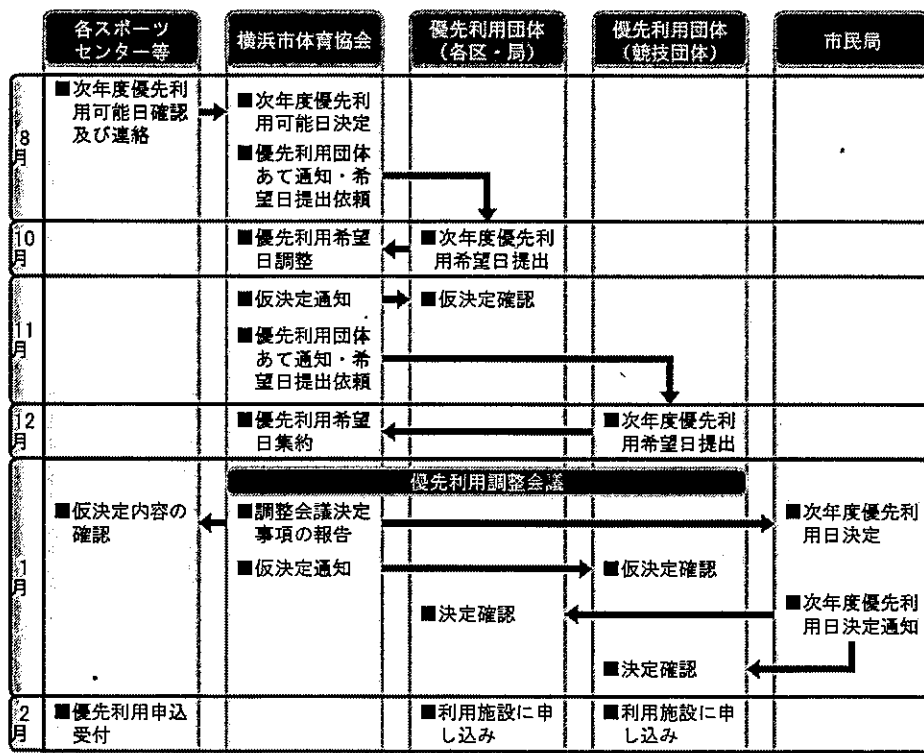 各スポーツ
センター等
横浜市体育協会
優先利用団体
(各区・局)
優先利用団体
(競技団体)
市民局
8
月
■次年度優先利
用可能日確認
及び連絡
■次年度優先利
用可能日決定
■優先利用団体
あて通知・希
望日提出依頼
10
月
■優先利用希望
日調整
■次年度優先利
用希望日提出
11
月
■仮決定通知
■仮決定確認
■優先利用団体
あて通知・希
望日提出依頼
12
月
■優先利用希望
日集約
■次年度優先利
用希望日提出
1
月
優先利用調整会議
■仮決定内容の
確認
■調整会議決定
事項の報告
■次年度優先利
用日決定
■仮決定通知
■仮決定確認
■決定確認
■次年度優先利
用日決定通知
■決定確認
2
月
■優先利用申込
受付
■利用施設に申
し込み
■利用施設に申
し込み